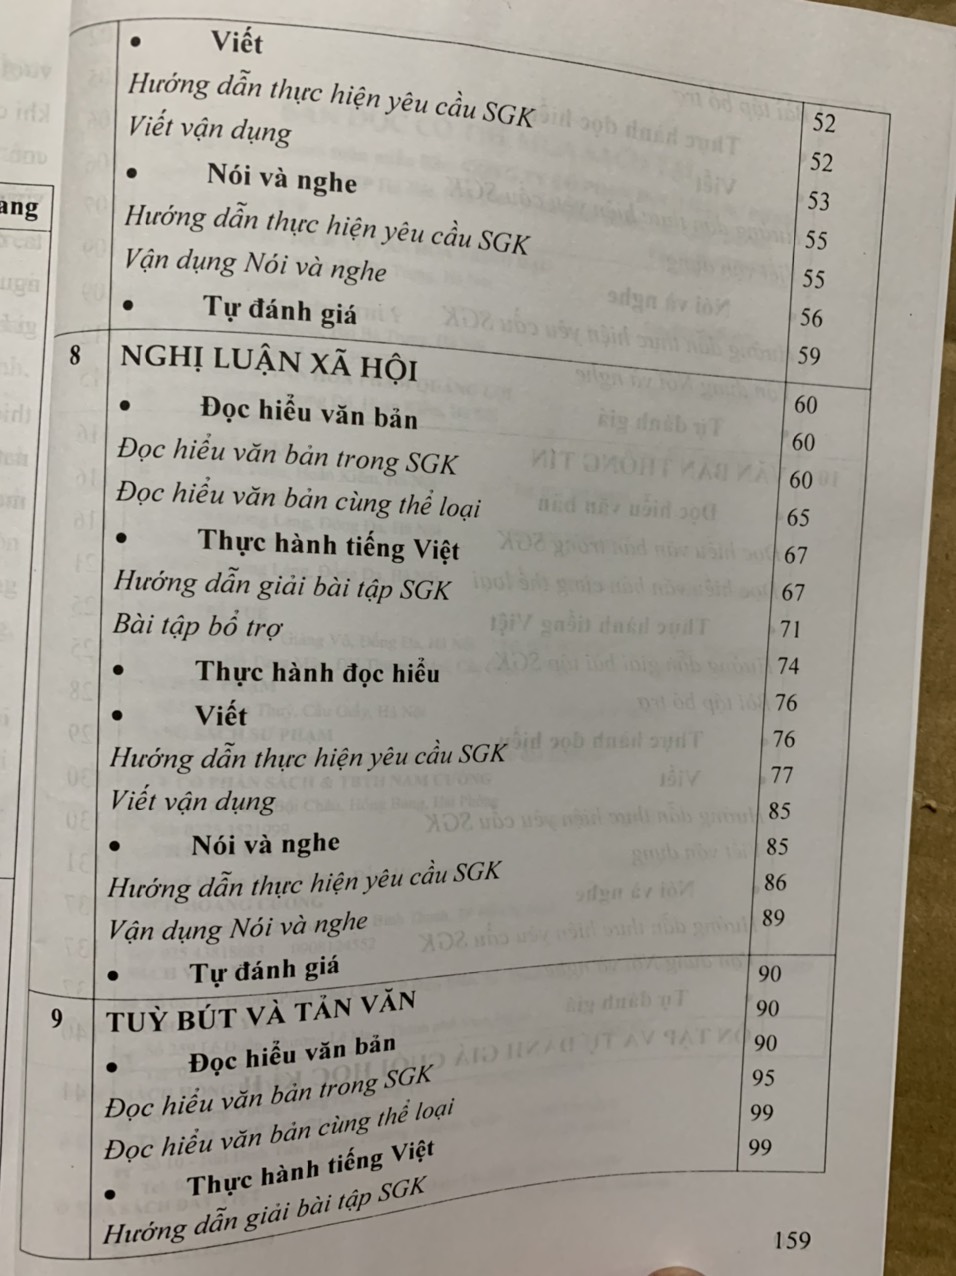 • Viết 52
Hướng dẫn thực hiện yêu cầu SGK 52
Viết vận dụng 53
• Nói và nghe 55
Hướng dẫn thực hiện yêu cầu SGK 55
Vận dụng Nói và nghe 56
• Tự đánh giá 59
8 NGHỊ LUẬN XÃ HỘI 60
• Đọc hiểu văn bản 60
Đọc hiểu văn bản trong SGK 60
Đọc hiểu văn bản cùng thể loại 65
• Thực hành tiếng Việt 67
Hướng dẫn giải bài tập SGK 67
Bài tập bổ trợ 71
• Thực hành đọc hiểu 74
• Viết 76
Hướng dẫn thực hiện yêu cầu SGK 76
Viết vận dụng 77
• Nói và nghe 85
Hướng dẫn thực hiện yêu cầu SGK 85
Vận dụng Nói và nghe 86
• Tự đánh giá 89
9 TUỲ BÚT VÀ TẢN VĂN 90
• Đọc hiểu văn bản 90
Đọc hiểu văn bản trong SGK 90
Đọc hiểu văn bản cùng thể loại 95
• Thực hành tiếng Việt 99
Hướng dẫn giải bài tập SGK 99
159